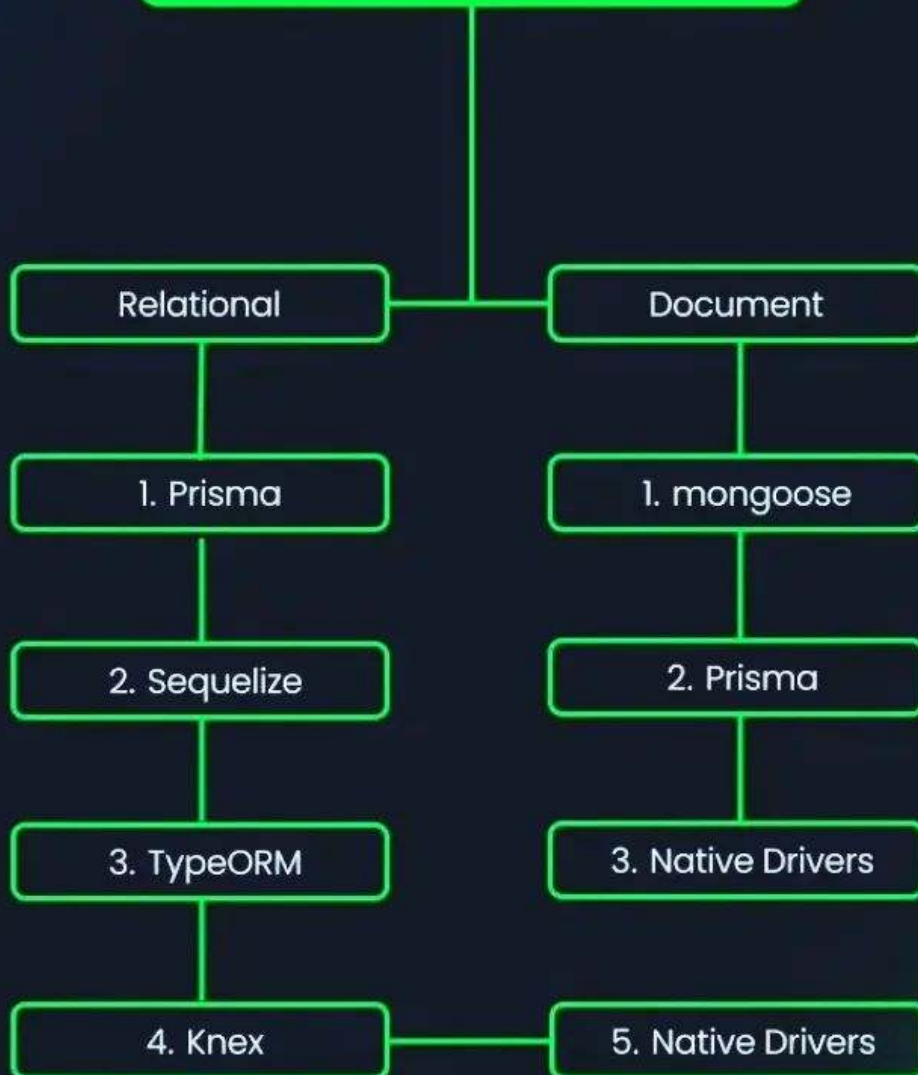 Relational
Document
1. Prisma
1. mongoose
2. Sequelize
2. Prisma
3. TypeORM
3. Native Drivers
4. Knex
5. Native Drivers